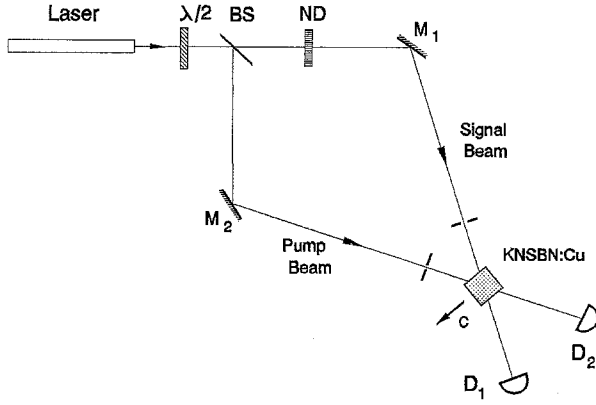 Laser
λ/2
BS
ND
M1
Signal
Beam
M2
Pump
Beam
KNSBN:Cu
c
D2
D1